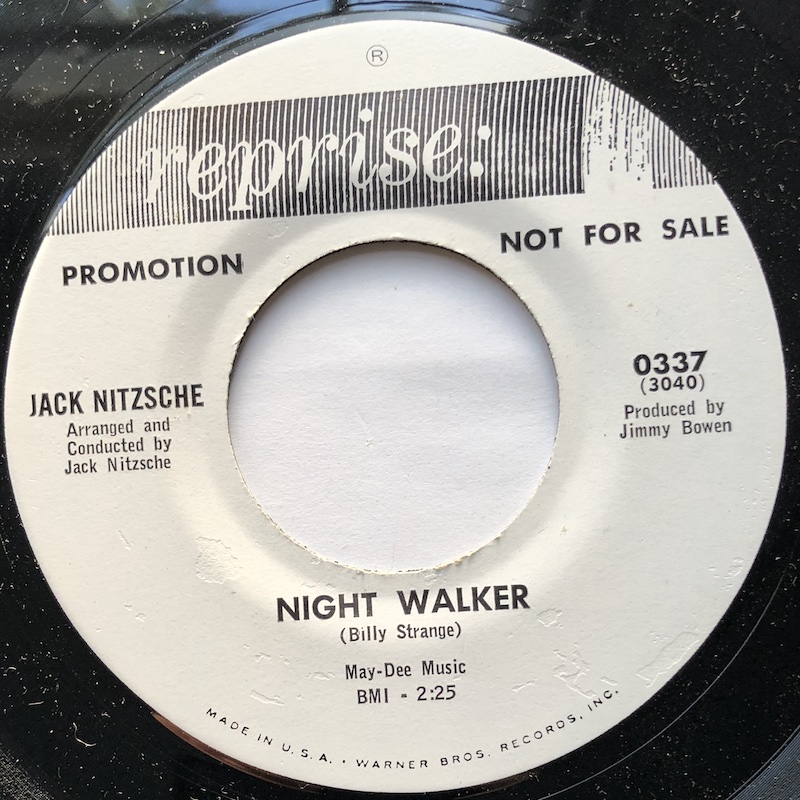 ®
reprise:
PROMOTION
NOT FOR SALE
JACK NITZSCHE
Arranged and
Conducted by
Jack Nitzsche
0337
(3040)
Produced by
Jimmy Bowen
NIGHT WALKER
(Billy Strange)
May-Dee Music
BMI - 2:25
MADE IN U.S.A. • WARNER BROS. RECORDS, INC.